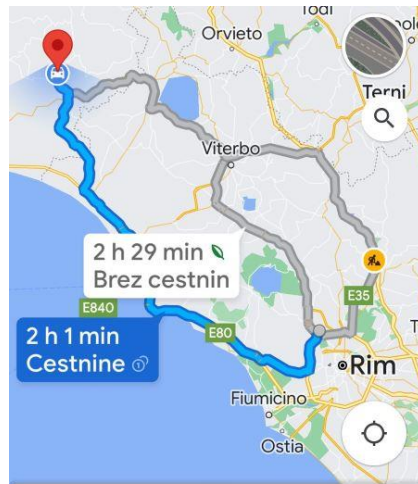 Todi
Orvieto
Terni
Viterbo
2 h 29 min
Brez cestnin
E35
E840
2 h 1 min
Cestnine
E80
Rim
Fiumicino
Ostia